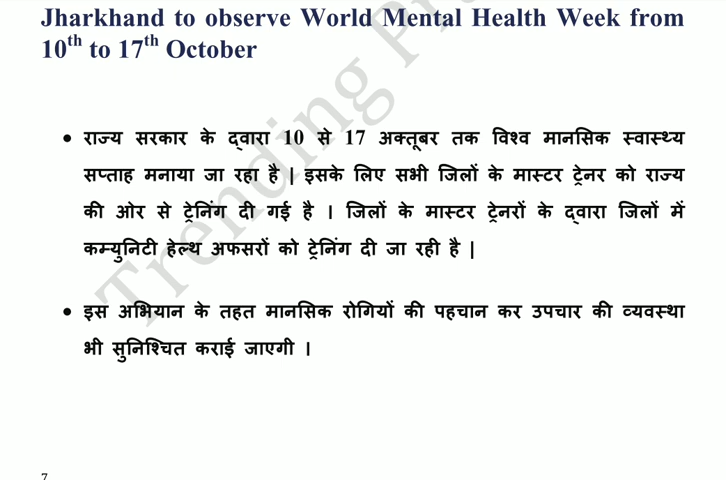 Jharkhand to observe World Mental Health Week from
10th to 17th October
• राज्य सरकार के द्वारा 10 से 17 अक्तूबर तक विश्व मानसिक स्वास्थ्य
सप्ताह मनाया जा रहा है | इसके लिए सभी जिलों के मास्टर ट्रेनर को राज्य
की ओर से ट्रेनिंग दी गई है । जिलों के मास्टर ट्रेनरों के द्वारा जिलों में
कम्युनिटी हेल्थ अफसरों को ट्रेनिंग दी जा रही है |
• इस अभियान के तहत मानसिक रोगियों की पहचान कर उपचार की व्यवस्था
भी सुनिश्चित कराई जाएगी ।
Trending Pr
7